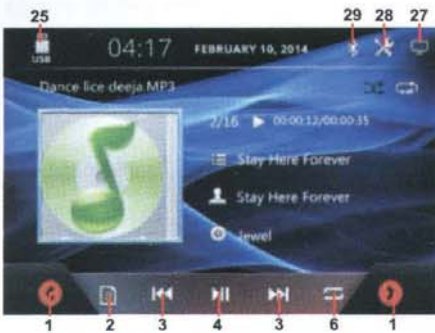 25 29 28 27
USB 04:17 FEBRUARY 10, 2014
Dance lice deeja MP3
2/16 00:00:12/00:00:35
Stay Here Forever
Stay Here Forever
Jewel
1 2 3 4 3 6 1